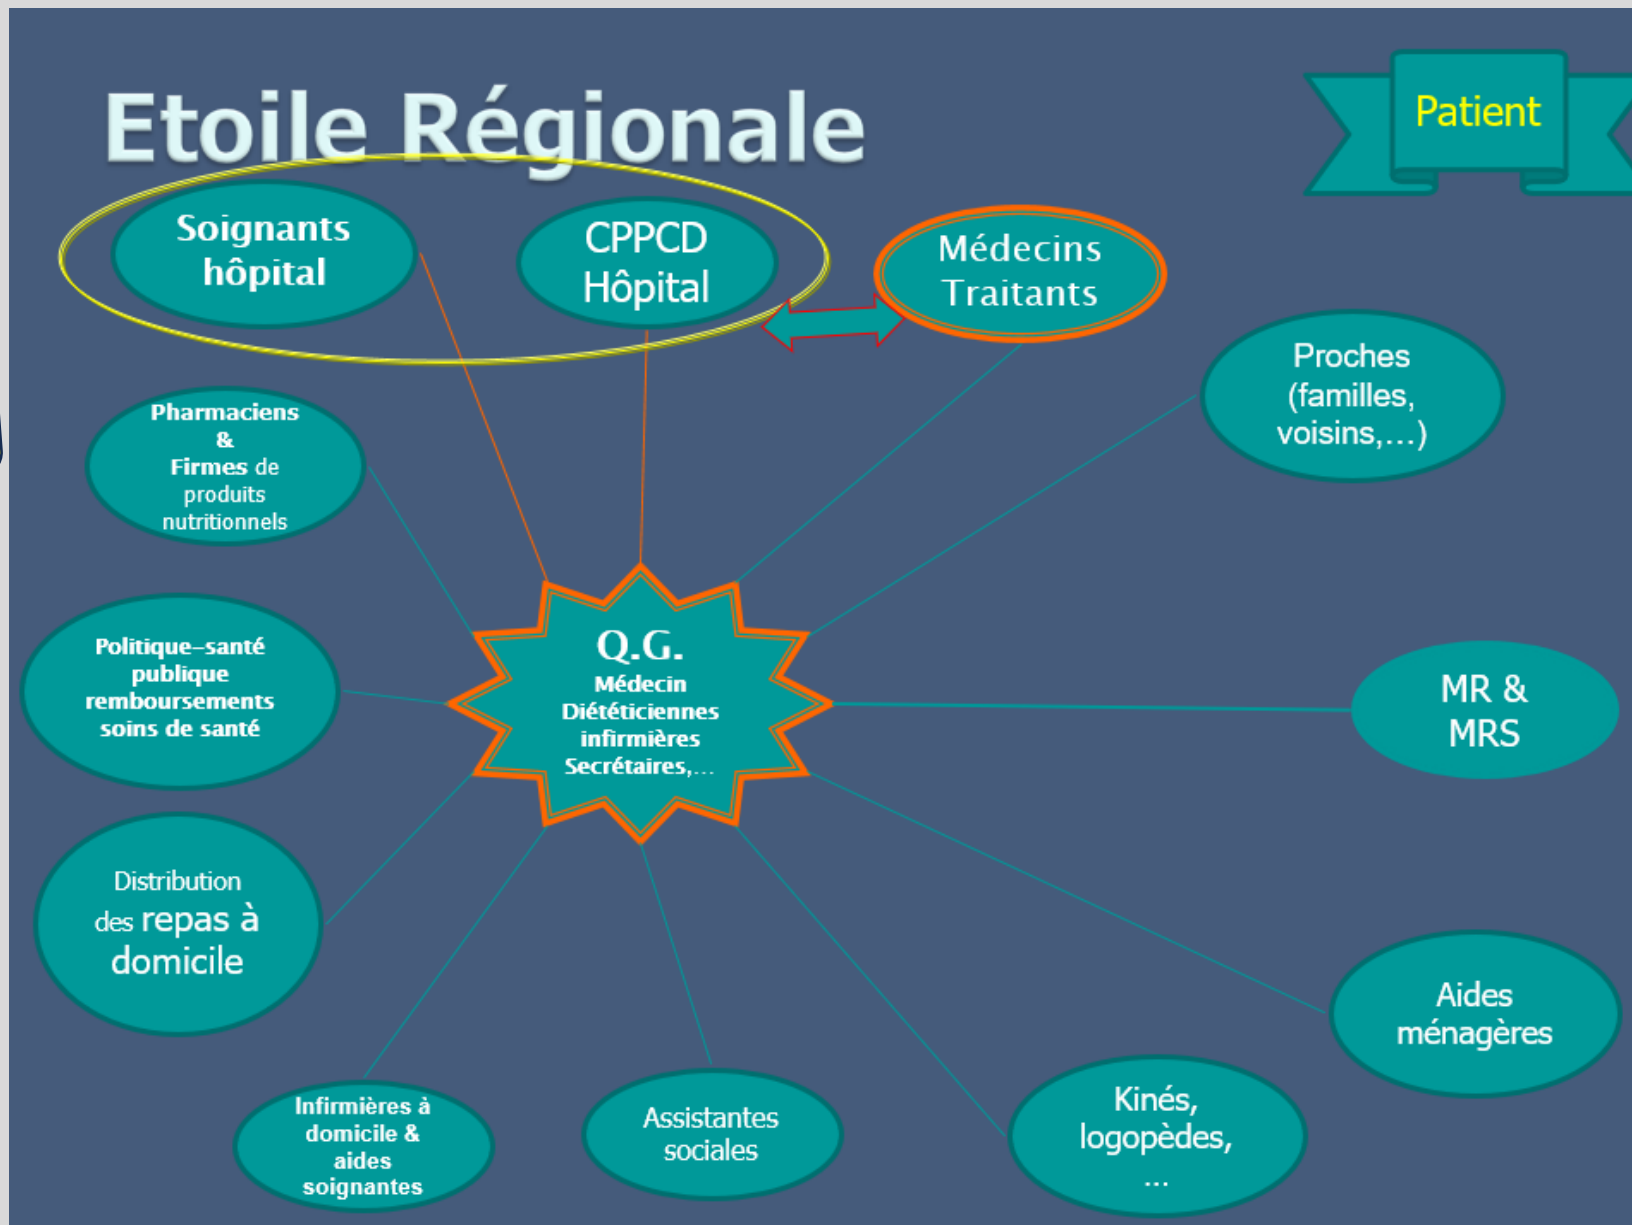 Etoile Régionale
Patient
Soignants
hôpital
CPPCD
Hôpital
Médecins
Traitants
Proches
(familles,
voisins,...)
Pharmaciens
&
Firmes de
produits
nutritionnels
Politique-santé
publique
remboursements
soins de santé
Q.G.
Médecin
Diététiciennes
infirmières
Secrétaires,...
MR &
MRS
Distribution
des repas à
domicile
Aides
ménagères
Infirmières à
domicile &
aides
soignantes
Assistantes
sociales
Kinés,
logopèdes,
...